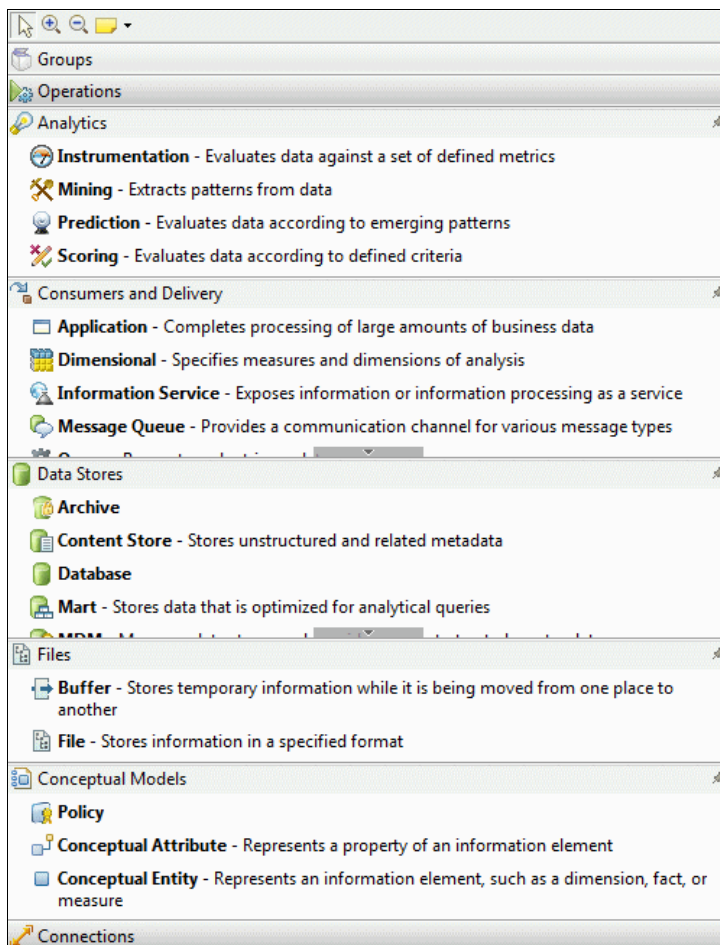 Groups
Operations
Analytics
Instrumentation - Evaluates data against a set of defined metrics
Mining - Extracts patterns from data
Prediction - Evaluates data according to emerging patterns
Scoring - Evaluates data according to defined criteria
Consumers and Delivery
Application - Completes processing of large amounts of business data
Dimensional - Specifies measures and dimensions of analysis
Information Service - Exposes information or information processing as a service
Message Queue - Provides a communication channel for various message types
Data Stores
Archive
Content Store - Stores unstructured and related metadata
Database
Mart - Stores data that is optimized for analytical queries
Files
Buffer - Stores temporary information while it is being moved from one place to
another
File - Stores information in a specified format
Conceptual Models
Policy
Conceptual Attribute - Represents a property of an information element
Conceptual Entity - Represents an information element, such as a dimension, fact, or
measure
Connections